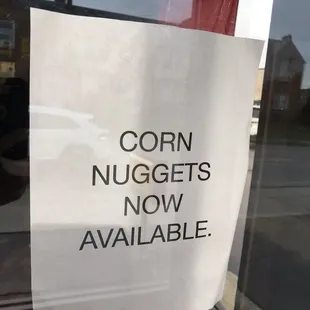 CORN
NUGGETS
NOW
AVAILABLE.